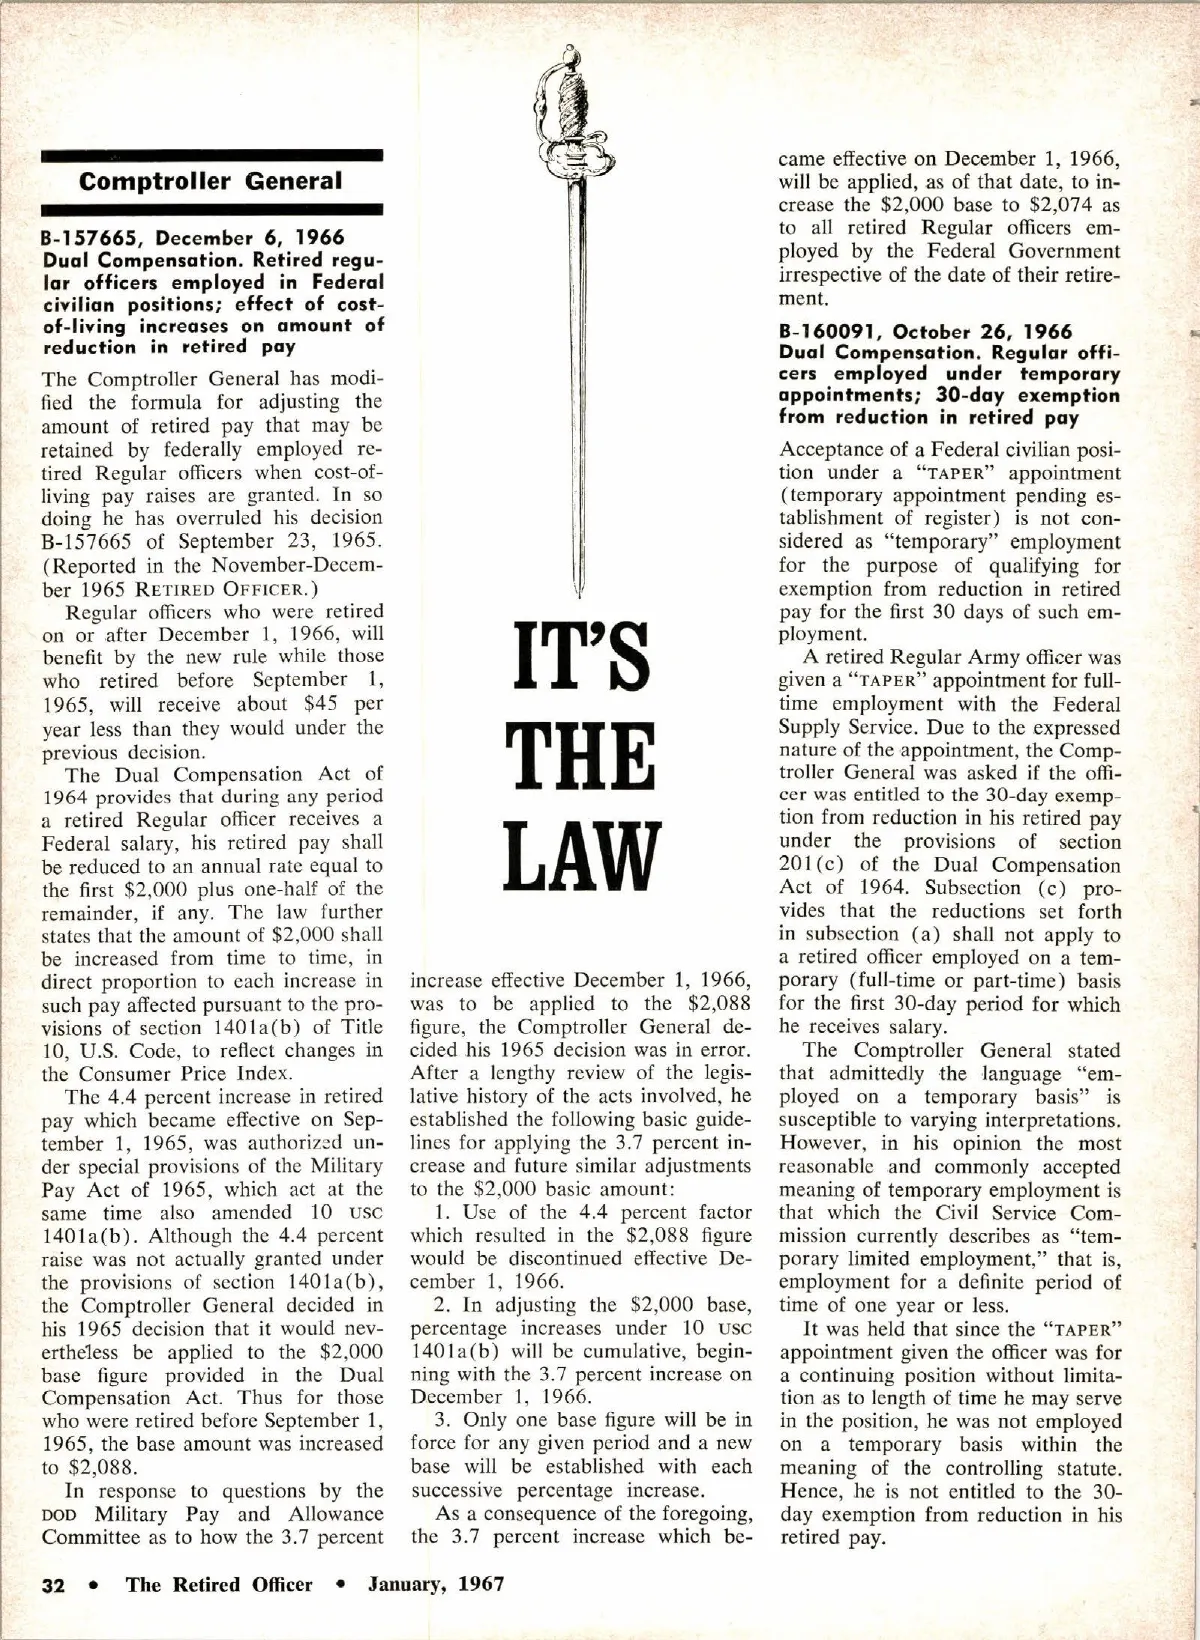 Comptroller General
B-157665, December 6, 1966
Dual Compensation. Retired regu-
lar officers employed in Federal
civilian positions; effect of cost-
of-living increases on amount of
reduction in retired pay
The Comptroller General has modi-
fied the formula for adjusting the
amount of retired pay that may be
retained by federally employed re-
tired Regular officers when cost-of-
living pay raises are granted. In so
doing he has overruled his decision
B-157665 of September 23, 1965.
(Reported in the November-Decem-
ber 1965 RETIRED OFFICER.)
Regular officers who were retired
on or after December 1, 1966, will
benefit by the new rule while those
who retired before September 1,
1965, will receive about $45 per
year less than they would under the
previous decision.
The Dual Compensation Act of
1964 provides that during any period
a retired Regular officer receives a
Federal salary, his retired pay shall
be reduced to an annual rate equal to
the first $2,000 plus one-half of the
remainder, if any. The law further
states that the amount of $2,000 shall
be increased from time to time, in
direct proportion to each increase in
such pay affected pursuant to the pro-
visions of section 1401a(b) of Title
10, U.S. Code, to reflect changes in
the Consumer Price Index.
The 4.4 percent increase in retired
pay which became effective on Sep-
tember 1, 1965, was authorized un-
der special provisions of the Military
Pay Act of 1965, which act at the
same time also amended 10 USC
1401a(b). Although the 4.4 percent
raise was not actually granted under
the provisions of section 1401a(b),
the Comptroller General decided in
his 1965 decision that it would nev-
ertheless be applied to the $2,000
base figure provided in the Dual
Compensation Act. Thus for those
who were retired before September 1,
1965, the base amount was increased
to $2,088.
In response to questions by the
DOD Military Pay and Allowance
Committee as to how the 3.7 percent
IT'S
THE
LAW
increase effective December 1, 1966,
was to be applied to the $2,088
figure, the Comptroller General de-
cided his 1965 decision was in error.
After a lengthy review of the legis-
lative history of the acts involved, he
established the following basic guide-
lines for applying the 3.7 percent in-
crease and future similar adjustments
to the $2,000 basic amount:
1. Use of the 4.4 percent factor
which resulted in the $2,088 figure
would be discontinued effective De-
cember 1, 1966.
2. In adjusting the $2,000 base,
percentage increases under 10 USC
1401a(b) will be cumulative, begin-
ning with the 3.7 percent increase on
December 1, 1966.
3. Only one base figure will be in
force for any given period and a new
base will be established with each
successive percentage increase.
As a consequence of the foregoing,
the 3.7 percent increase which be-
came effective on December 1, 1966,
will be applied, as of that date, to in-
crease the $2,000 base to $2,074 as
to all retired Regular officers em-
ployed by the Federal Government
irrespective of the date of their retire-
ment.
B-160091, October 26, 1966
Dual Compensation. Regular offi-
cers employed under temporary
appointments; 30-day exemption
from reduction in retired pay
Acceptance of a Federal civilian posi-
tion under a "TAPER" appointment
(temporary appointment pending es-
tablishment of register) is not con-
sidered as "temporary" employment
for the purpose of qualifying for
exemption from reduction in retired
pay for the first 30 days of such em-
ployment.
A retired Regular Army officer was
given a "TAPER" appointment for full-
time employment with the Federal
Supply Service. Due to the expressed
nature of the appointment, the Comp-
troller General was asked if the offi-
cer was entitled to the 30-day exemp-
tion from reduction in his retired pay
under the provisions of section
201(c) of the Dual Compensation
Act of 1964. Subsection (c) pro-
vides that the reductions set forth
in subsection (a) shall not apply to
a retired officer employed on a tem-
porary (full-time or part-time) basis
for the first 30-day period for which
he receives salary.
The Comptroller General stated
that admittedly the language "em-
ployed on a temporary basis" is
susceptible to varying interpretations.
However, in his opinion the most
reasonable and commonly accepted
meaning of temporary employment is
that which the Civil Service Com-
mission currently describes as "tem-
porary limited employment," that is,
employment for a definite period of
time of one year or less.
It was held that since the "TAPER"
appointment given the officer was for
a continuing position without limita-
tion as to length of time he may serve
in the position, he was not employed
on a temporary basis within the
meaning of the controlling statute.
Hence, he is not entitled to the 30-
day exemption from reduction in his
retired pay.
32 • The Retired Officer • January, 1967